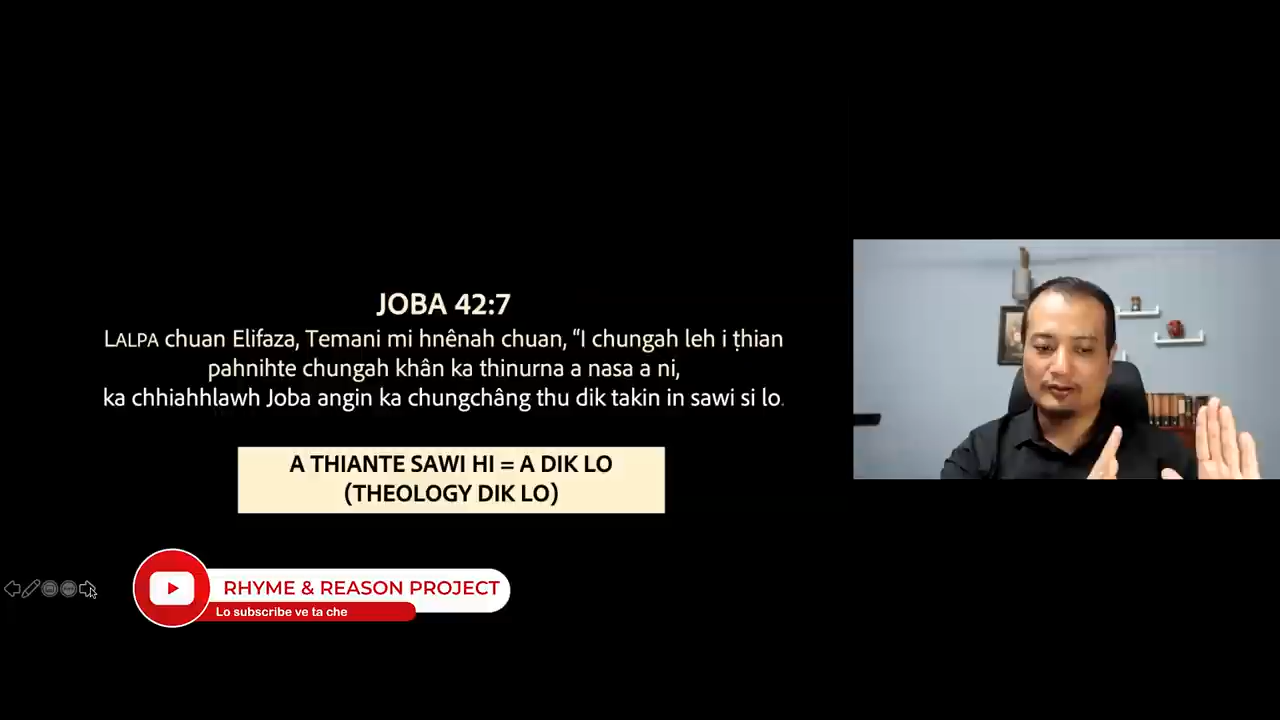 JOBA 42:7
LALPA chuan Elifaza, Temani mi hnênah chuan, “I chungah leh i ṭhian
pahnihte chungah khân ka thinurna a nasa a ni,
ka chhiahhlawh Joba angin ka chungchâng thu dik takin in sawi si lo.
A THIANTE SAWI HI = A DIK LO
(THEOLOGY DIK LO)
RHYME & REASON PROJECT
Lo subscribe ve ta che